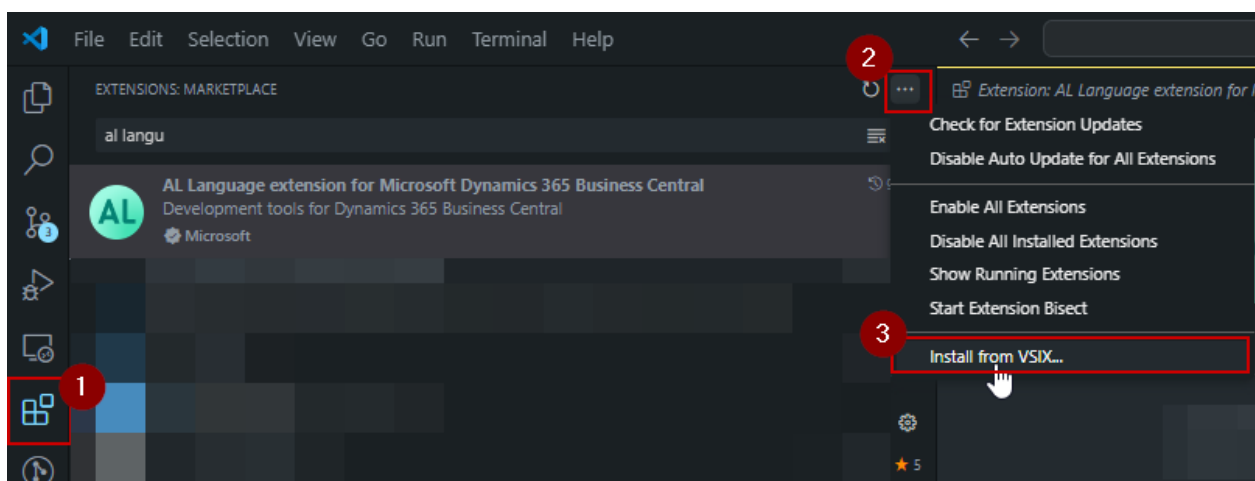 File Edit Selection View Go Run Terminal Help
2
EXTENSIONS: MARKETPLACE
Extension: AL Language extension for
al langu
Check for Extension Updates
Disable Auto Update for All Extensions
AL
AL Language extension for Microsoft Dynamics 365 Business Central
Development tools for Dynamics 365 Business Central
Microsoft
Enable All Extensions
Disable All Installed Extensions
Show Running Extensions
Start Extension Bisect
3
3
Install from VSIX...
1
5